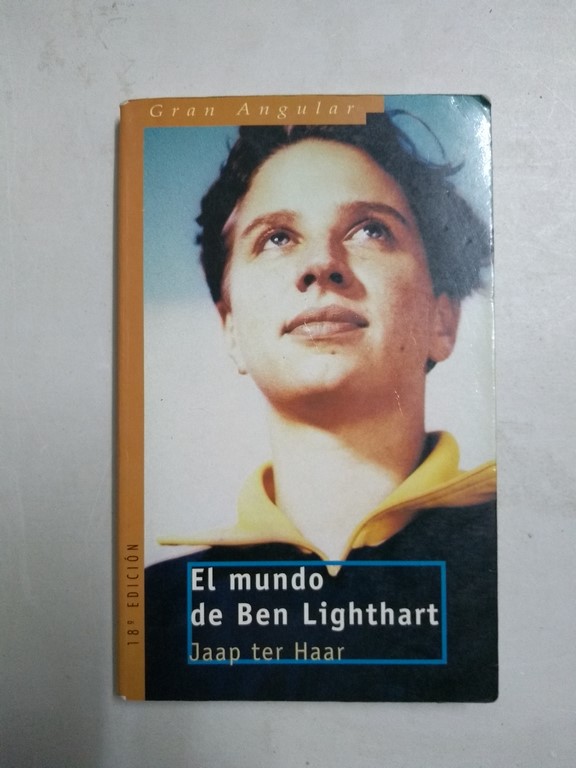 Gran Angular
El mundo
de Ben Lighthart
Jaap ter Haar
18ª EDICIÓN